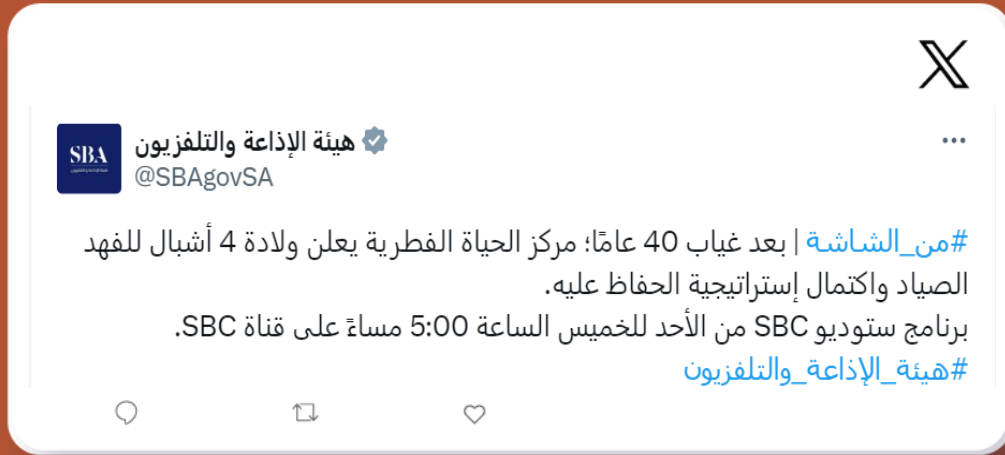 هيئة الإذاعة والتلفزيون
SBA
@SBAgovSA
#من_الشاشة | بعد غياب 40 عامًا؛ مركز الحياة الفطرية يعلن ولادة 4 أشبال للفهد
الصياد واكتمال إستراتيجية الحفاظ عليه.
برنامج ستوديو SBC من الأحد للخميس الساعة 5:00 مساءً على قناة SBC.
#هيئة_الإذاعة_والتلفزيون